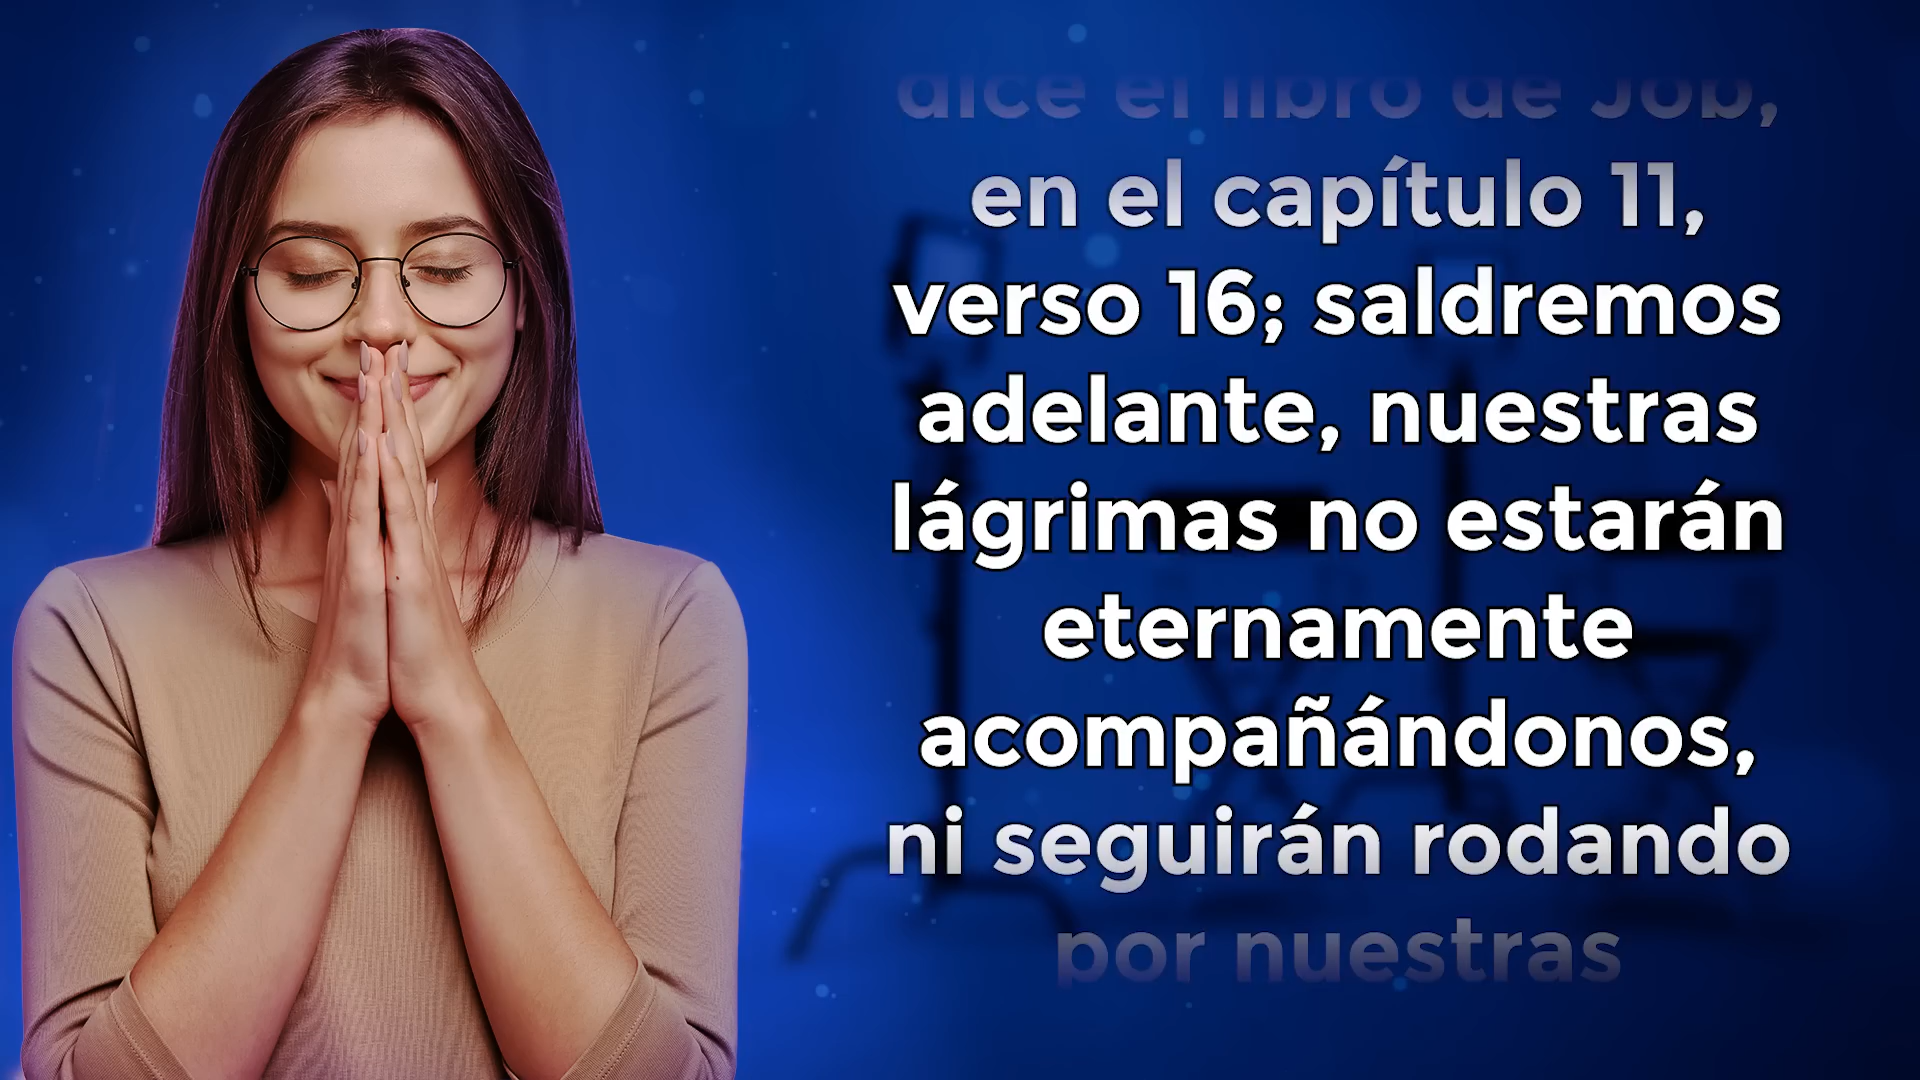 dice el libro de Job,
en el capítulo 11,
verso 16; saldremos
adelante, nuestras
lágrimas no estarán
eternamente
acompañándonos,
ni seguirán rodando
por nuestras